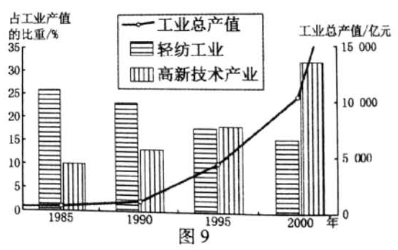 占工业产值
的比重/%
工业总产值
轻纺工业
高新技术产业
工业总产值/亿元
35
30
25
20
15
10
5
0
15 000
10 000
5 000
0
1985
1990
1995
2000 年
图9